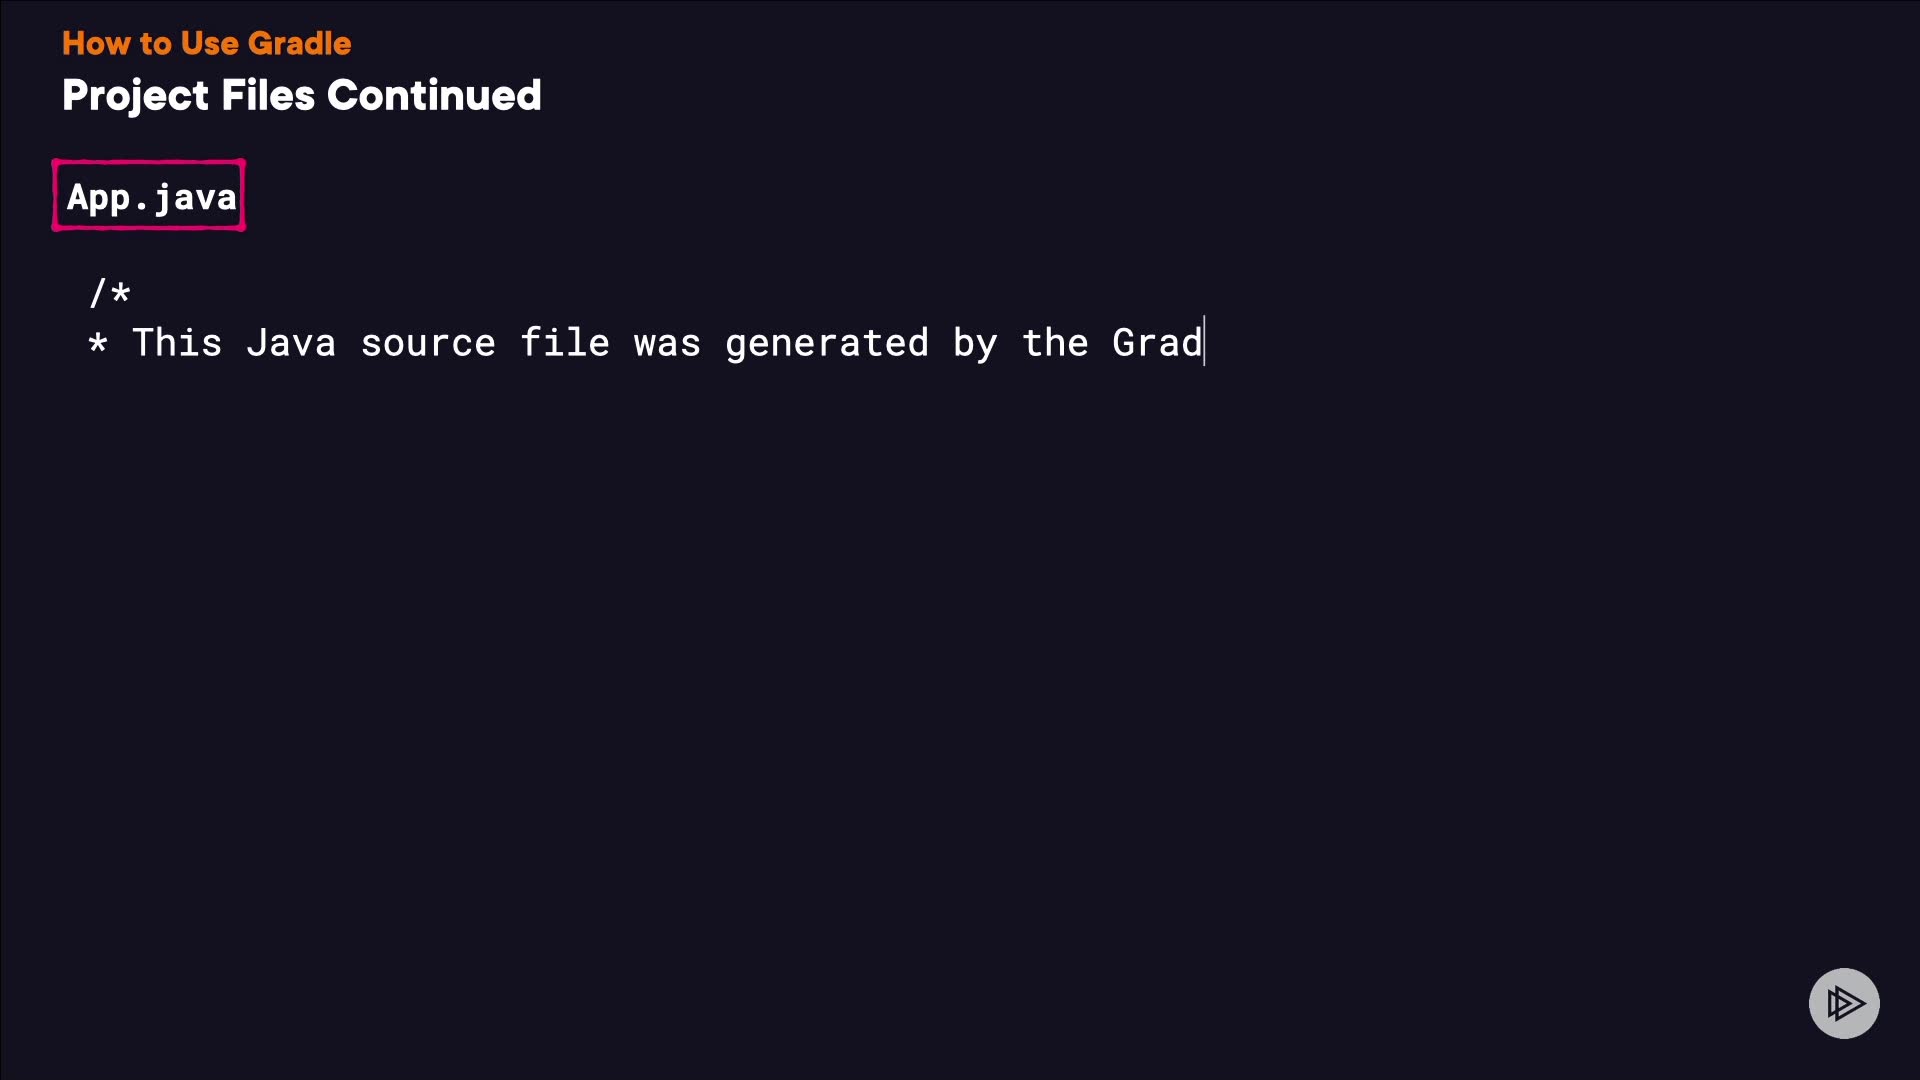 How to Use Gradle
Project Files Continued
App.java
/*
* This Java source file was generated by the Grad